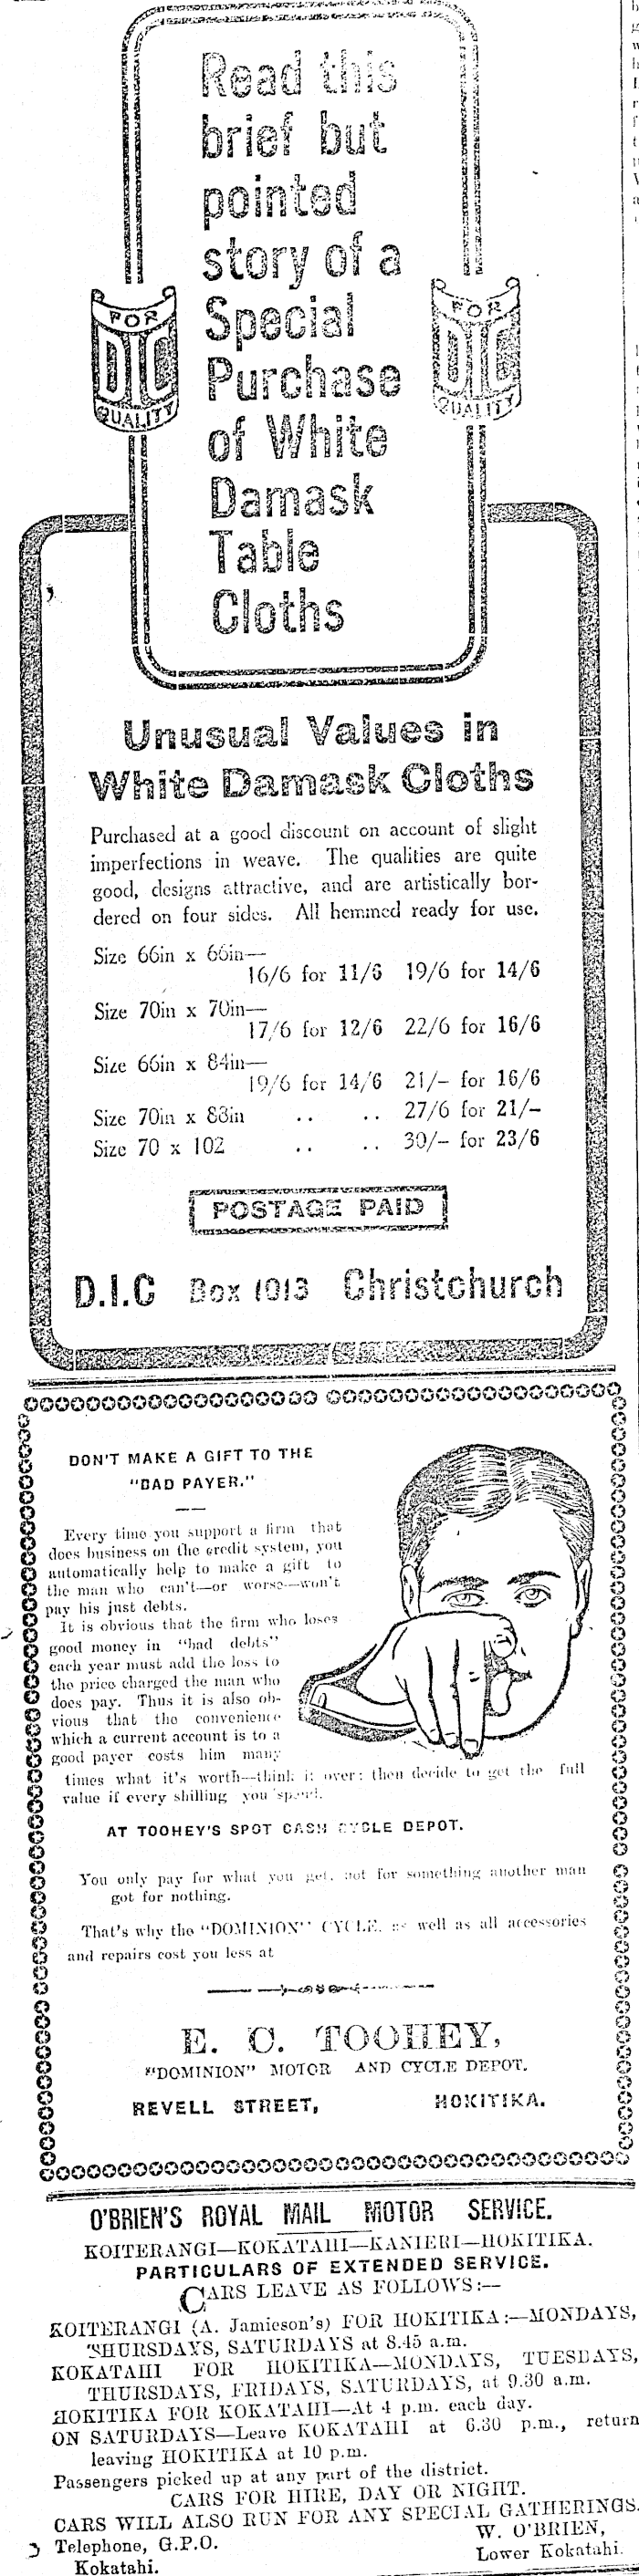 Read this
brief but
pointed
story of a
Special
Purchase
of White
Damask
Table
Cloths
FOR
DIC
QUALITY
FOR
DIC
QUALITY
Unusual Values in
White Damask Cloths
Purchased at a good discount on account of slight
imperfections in weave. The qualities are quite
good, designs attractive, and are artistically bor-
dered on four sides. All hemmed ready for use.
Size 66in x 66in—
16/6 for 11/6 19/6 for 14/6
Size 70in x 70in—
17/6 for 12/6 22/6 for 16/6
Size 66in x 84in—
19/6 for 14/6 21/- for 16/6
Size 70in x 88in .. .. 27/6 for 21/-
Size 70 x 102 .. .. 30/- for 23/6
POSTAGE PAID
D.I.C Box 1013 Christchurch
DON'T MAKE A GIFT TO THE
"BAD PAYER."
Every time you support a firm that
does business on the credit system, you
automatically help to make a gift to
the man who can't—or worse—won't
pay his just debts.
It is obvious that the firm who loses
good money in "bad debts"
each year must add the loss to
the price charged the man who
does pay. Thus it is also ob-
vious that the convenience
which a current account is to a
good payer costs him many
times what it's worth—think it over; then decide to get the full
value if every shilling you spend.
AT TOOHEY'S SPOT CASH CYCLE DEPOT.
You only pay for what you get, not for something another man
got for nothing.
That's why the "DOMINION" CYCLE, as well as all accessories
and repairs cost you less at
E. C. TOOHEY,
"DOMINION" MOTOR AND CYCLE DEPOT.
REVELL STREET, HOKITIKA.
O'BRIEN'S ROYAL MAIL MOTOR SERVICE.
KOITERANGI—KOKATAHI—KANIERI—HOKITIKA.
PARTICULARS OF EXTENDED SERVICE.
CARS LEAVE AS FOLLOWS:—
KOITERANGI (A. Jamieson's) FOR HOKITIKA:—MONDAYS,
THURSDAYS, SATURDAYS at 8.45 a.m.
KOKATAHI FOR HOKITIKA—MONDAYS, TUESDAYS,
THURSDAYS, FRIDAYS, SATURDAYS, at 9.30 a.m.
HOKITIKA FOR KOKATAHI—At 4 p.m. each day.
ON SATURDAYS—Leave KOKATAHI at 6.30 p.m., return
leaving HOKITIKA at 10 p.m.
Passengers picked up at any part of the district.
CARS FOR HIRE, DAY OR NIGHT.
CARS WILL ALSO RUN FOR ANY SPECIAL GATHERINGS.
Telephone, G.P.O. W. O'BRIEN,
Kokatahi. Lower Kokatahi.